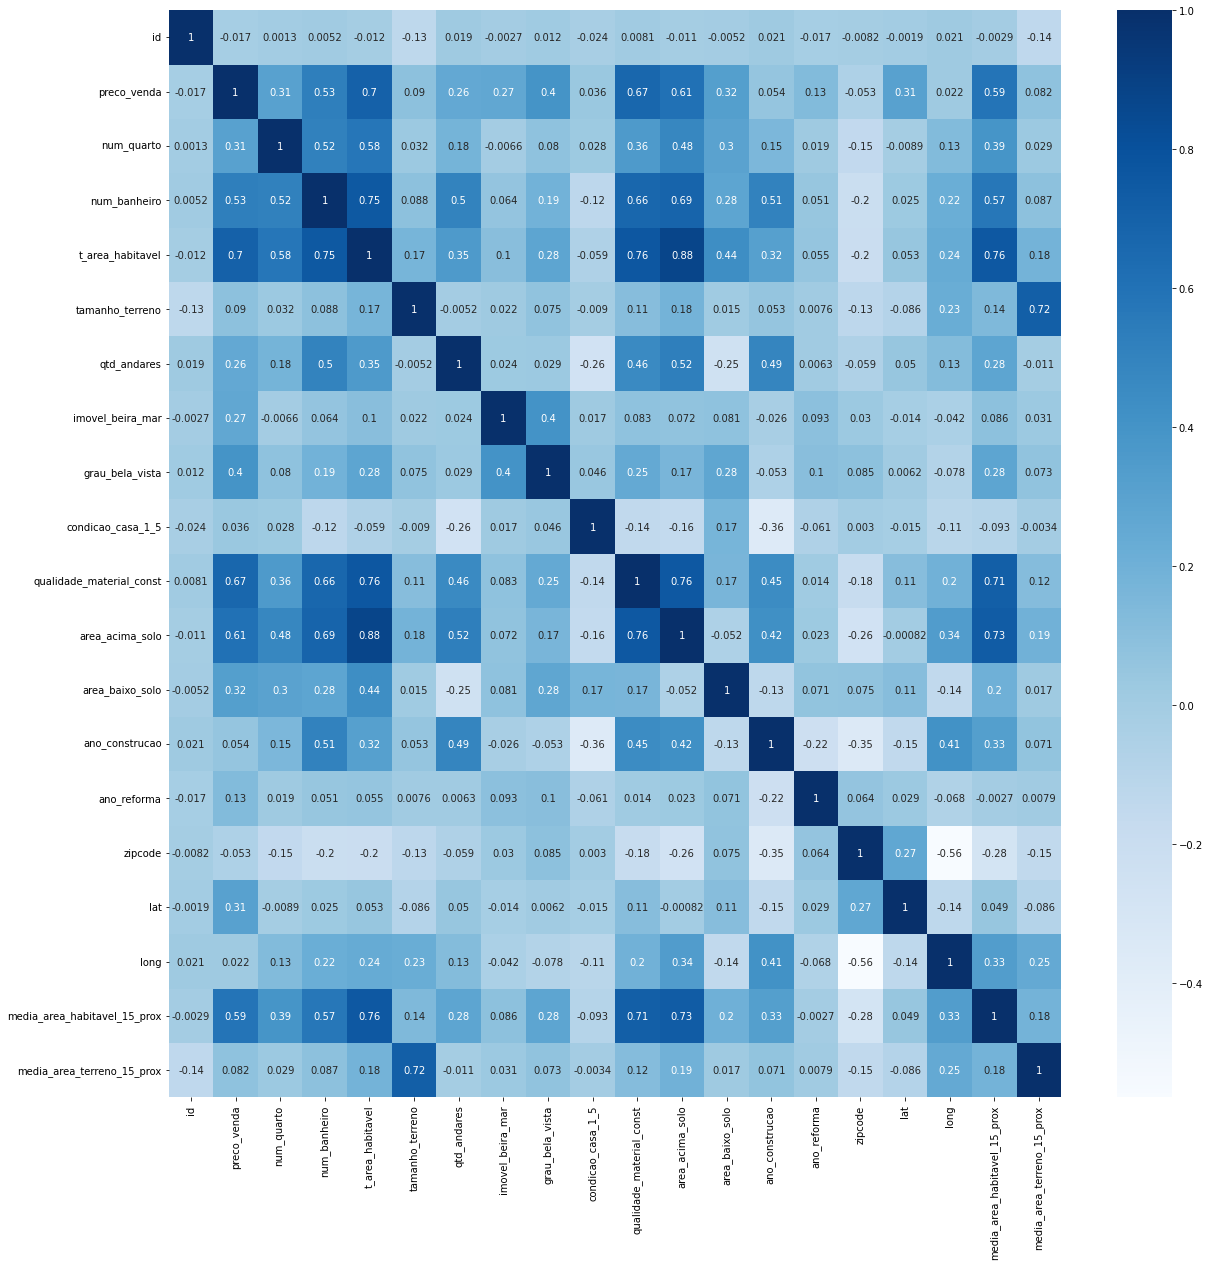 id 1 -0.017 0.0013 0.0052 -0.012 -0.13 0.019 -0.0027 0.012 -0.024 0.0081 -0.011 -0.0052 0.021 -0.017 -0.0082 -0.0019 0.021 -0.0029 -0.14
preco_venda -0.017 1 0.31 0.53 0.7 0.09 0.26 0.27 0.4 0.036 0.67 0.61 0.32 0.054 0.13 -0.053 0.31 0.022 0.59 0.082
num_quarto 0.0013 0.31 1 0.52 0.58 0.032 0.18 -0.0066 0.08 0.028 0.36 0.48 0.3 0.15 0.019 -0.15 -0.0089 0.13 0.39 0.029
num_banheiro 0.0052 0.53 0.52 1 0.75 0.088 0.5 0.064 0.19 -0.12 0.66 0.69 0.28 0.51 0.051 -0.2 0.025 0.22 0.57 0.087
t_area_habitavel -0.012 0.7 0.58 0.75 1 0.17 0.35 0.1 0.28 -0.059 0.76 0.88 0.44 0.32 0.055 -0.2 0.053 0.24 0.76 0.18
tamanho_terreno -0.13 0.09 0.032 0.088 0.17 1 -0.0052 0.022 0.075 -0.009 0.11 0.18 0.015 0.053 0.0076 -0.13 -0.086 0.23 0.14 0.72
qtd_andares 0.019 0.26 0.18 0.5 0.35 -0.0052 1 0.024 0.029 -0.26 0.46 0.52 -0.25 0.49 0.0063 -0.059 0.05 0.13 0.28 -0.011
imovel_beira_mar -0.0027 0.27 -0.0066 0.064 0.1 0.022 0.024 1 0.4 0.017 0.083 0.072 0.081 -0.026 0.093 0.03 -0.014 -0.042 0.086 0.031
grau_bela_vista 0.012 0.4 0.08 0.19 0.28 0.075 0.029 0.4 1 0.046 0.25 0.17 0.28 -0.053 0.1 0.085 0.0062 -0.078 0.28 0.073
condicao_casa_1_5 -0.024 0.036 0.028 -0.12 -0.059 -0.009 -0.26 0.017 0.046 1 -0.14 -0.16 0.17 -0.36 -0.061 0.003 -0.015 -0.11 -0.093 -0.0034
qualidade_material_const 0.0081 0.67 0.36 0.66 0.76 0.11 0.46 0.083 0.25 -0.14 1 0.76 0.17 0.45 0.014 -0.18 0.11 0.2 0.71 0.12
area_acima_solo -0.011 0.61 0.48 0.69 0.88 0.18 0.52 0.072 0.17 -0.16 0.76 1 -0.052 0.42 0.023 -0.26 -0.00082 0.34 0.73 0.19
area_baixo_solo -0.0052 0.32 0.3 0.28 0.44 0.015 -0.25 0.081 0.28 0.17 0.17 -0.052 1 -0.13 0.071 0.075 0.11 -0.14 0.2 0.017
ano_construcao 0.021 0.054 0.15 0.51 0.32 0.053 0.49 -0.026 -0.053 -0.36 0.45 0.42 -0.13 1 -0.22 -0.35 -0.15 0.41 0.33 0.071
ano_reforma -0.017 0.13 0.019 0.051 0.055 0.0076 0.0063 0.093 0.1 -0.061 0.014 0.023 0.071 -0.22 1 0.064 0.029 -0.068 -0.0027 0.0079
zipcode -0.0082 -0.053 -0.15 -0.2 -0.2 -0.13 -0.059 0.03 0.085 0.003 -0.18 -0.26 0.075 -0.35 0.064 1 0.27 -0.56 -0.28 -0.15
lat -0.0019 0.31 -0.0089 0.025 0.053 -0.086 0.05 -0.014 0.0062 -0.015 0.11 -0.00082 0.11 -0.15 0.029 0.27 1 -0.14 0.049 -0.086
long 0.021 0.022 0.13 0.22 0.24 0.23 0.13 -0.042 -0.078 -0.11 0.2 0.34 -0.14 0.41 -0.068 -0.56 -0.14 1 0.33 0.25
media_area_habitavel_15_prox -0.0029 0.59 0.39 0.57 0.76 0.14 0.28 0.086 0.28 -0.093 0.71 0.73 0.2 0.33 -0.0027 -0.28 0.049 0.33 1 0.18
media_area_terreno_15_prox -0.14 0.082 0.029 0.087 0.18 0.72 -0.011 0.031 0.073 -0.0034 0.12 0.19 0.017 0.071 0.0079 -0.15 -0.086 0.25 0.18 1
id
preco_venda
num_quarto
num_banheiro
t_area_habitavel
tamanho_terreno
qtd_andares
imovel_beira_mar
grau_bela_vista
condicao_casa_1_5
qualidade_material_const
area_acima_solo
area_baixo_solo
ano_construcao
ano_reforma
zipcode
lat
long
media_area_habitavel_15_prox
media_area_terreno_15_prox
1.0
0.8
0.6
0.4
0.2
0.0
−0.2
−0.4